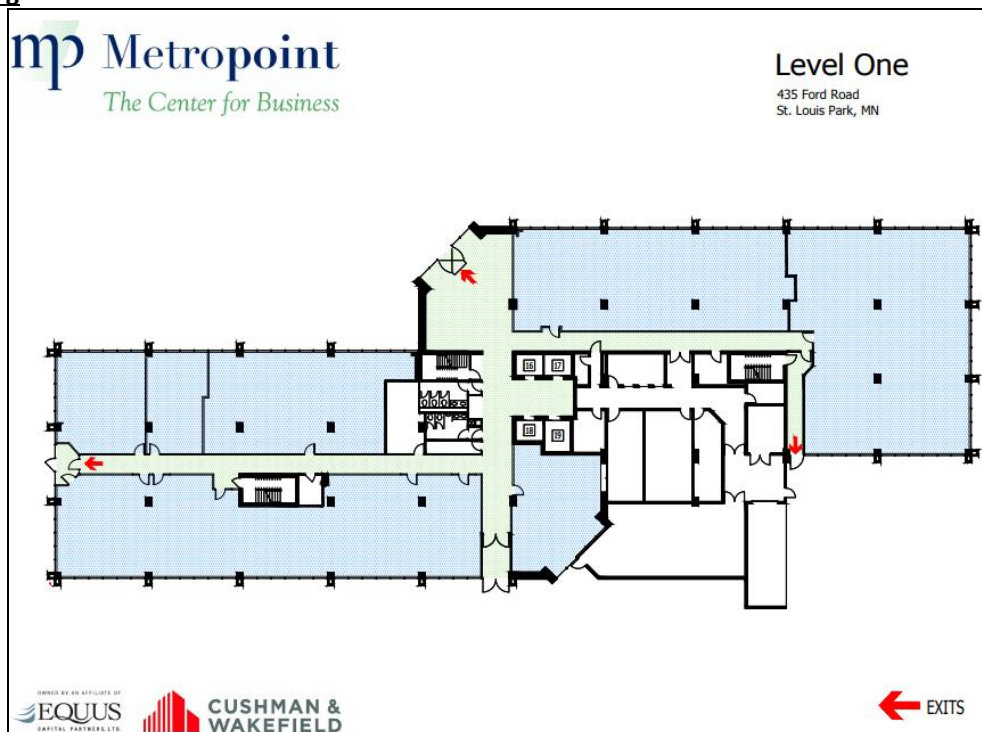 mp Metropoint
The Center for Business
Level One
435 Ford Road
St. Louis Park, MN
16 17
18 19
OWNED BY AN AFFILIATE OF
EQUUS
CAPITAL PARTNERS, LTD.
CUSHMAN &
WAKEFIELD
EXITS